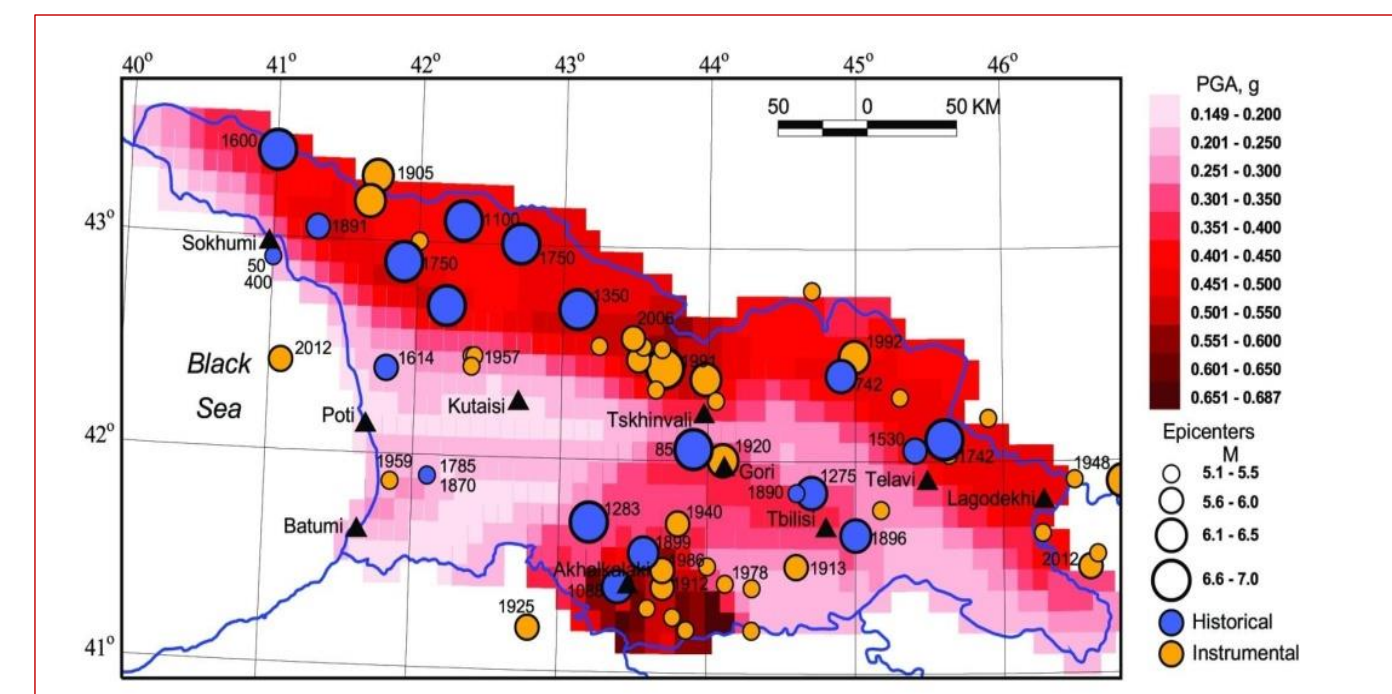 40° 41° 42° 43° 44° 45° 46°
50 0 50 KM
1600
1905
43°
1891
1100
Sokhumi
50
400
1750
1750
1350
2006
Black
Sea
2012
1614
1957
1991
1992
742
Kutaisi
Tskhinvali
Poti
42°
85
1920
Gori
1530
1742
1959
1785
1870
1275
1890
Telavi
Lagodekhi
1948
Tbilisi
Batumi
1283
1940
1896
1899
1986
Akhalkalaki
1088
1912
1978
1913
2012
1925
41°
PGA, g
0.149 - 0.200
0.201 - 0.250
0.251 - 0.300
0.301 - 0.350
0.351 - 0.400
0.401 - 0.450
0.451 - 0.500
0.501 - 0.550
0.551 - 0.600
0.601 - 0.650
0.651 - 0.687
Epicenters
M
5.1 - 5.5
5.6 - 6.0
6.1 - 6.5
6.6 - 7.0
Historical
Instrumental